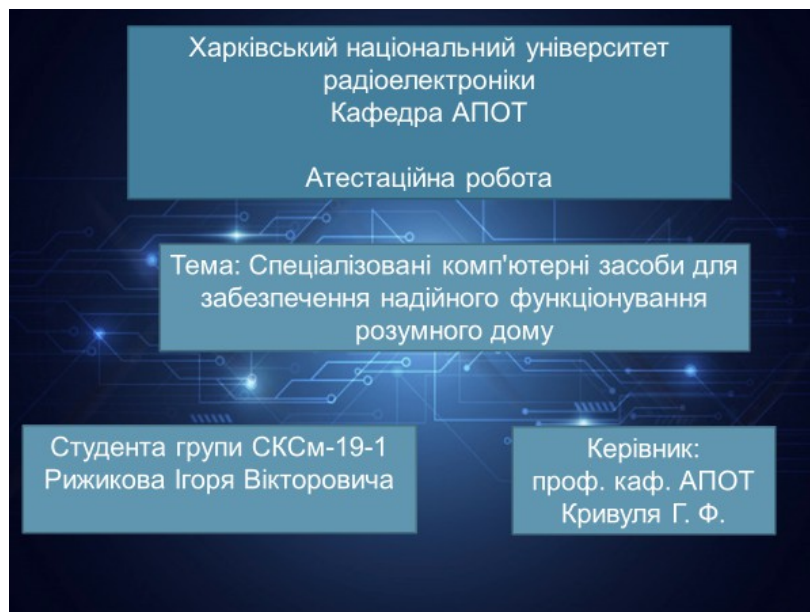 Харківський національний університет
радіоелектроніки
Кафедра АПОТ
Атестаційна робота
Тема: Спеціалізовані комп'ютерні засоби для
забезпечення надійного функціонування
розумного дому
Студента групи СКСм-19-1
Рижикова Ігоря Вікторовича
Керівник:
проф. каф. АПОТ
Кривуля Г. Ф.